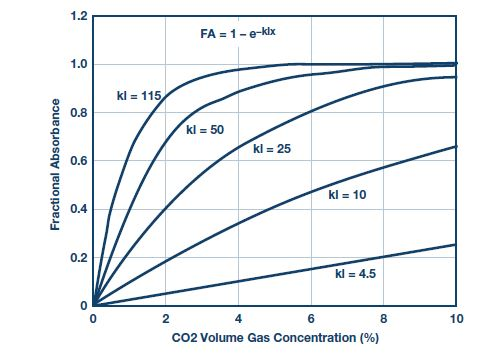 FA = 1 – e–klx
kl = 115
kl = 50
kl = 25
kl = 10
kl = 4.5
Fractional Absorbance
1.2
1.0
0.8
0.6
0.4
0.2
0
0 2 4 6 8 10
CO2 Volume Gas Concentration (%)